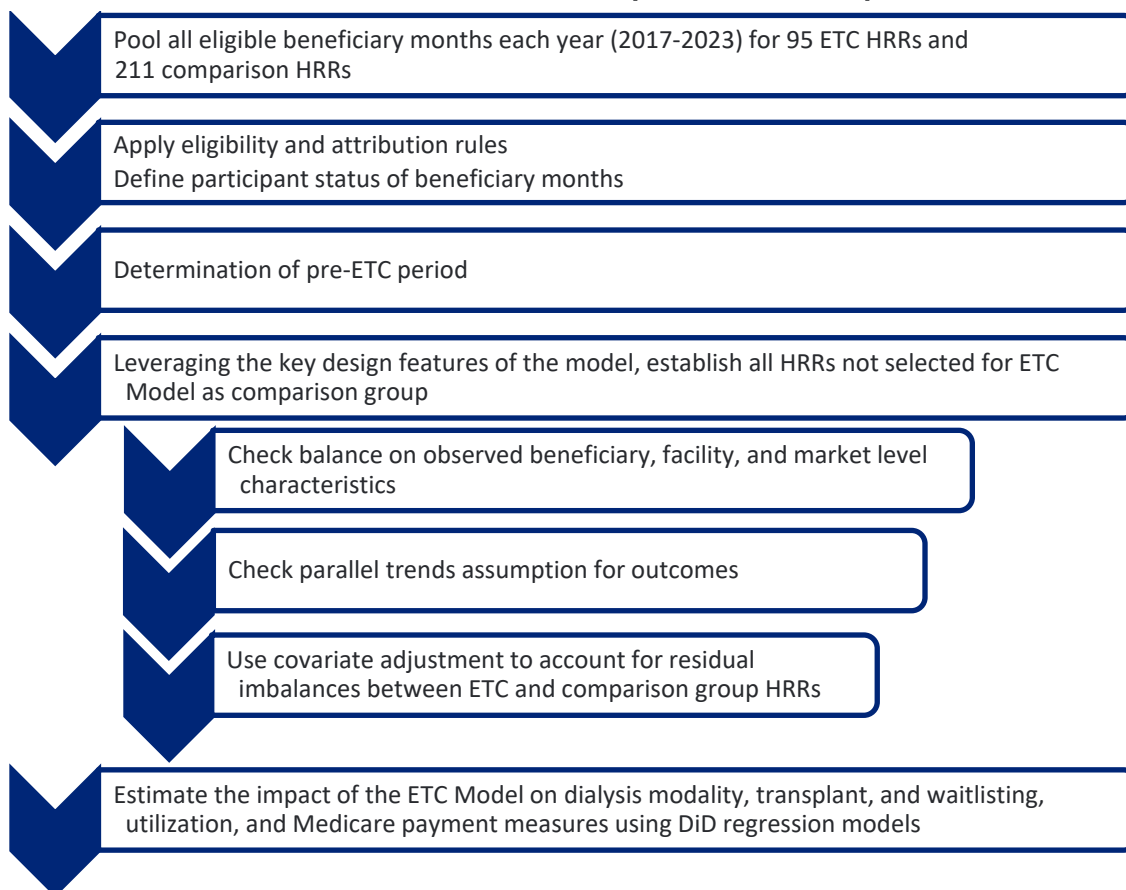 Pool all eligible beneficiary months each year (2017-2023) for 95 ETC HRRs and
211 comparison HRRs
Apply eligibility and attribution rules
Define participant status of beneficiary months
Determination of pre-ETC period
Leveraging the key design features of the model, establish all HRRs not selected for ETC
Model as comparison group
Check balance on observed beneficiary, facility, and market level
characteristics
Check parallel trends assumption for outcomes
Use covariate adjustment to account for residual
imbalances between ETC and comparison group HRRs
Estimate the impact of the ETC Model on dialysis modality, transplant, and waitlisting,
utilization, and Medicare payment measures using DiD regression models